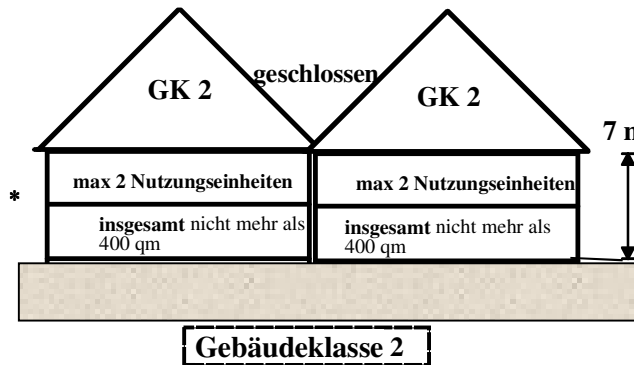 geschlossen
GK 2
GK 2
7 m
max 2 Nutzungseinheiten
max 2 Nutzungseinheiten
*
insgesamt nicht mehr als
400 qm
insgesamt nicht mehr als
400 qm
Gebäudeklasse 2